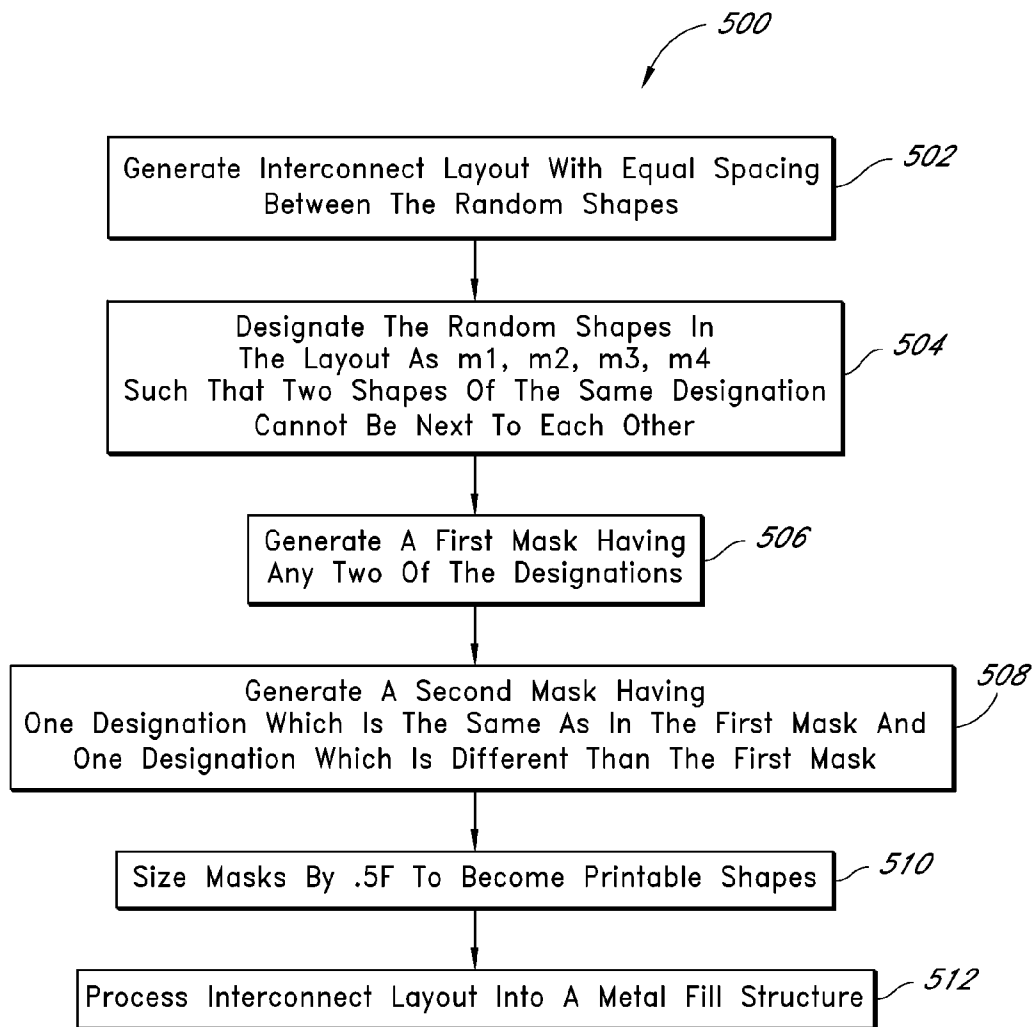 500
Generate Interconnect Layout With Equal Spacing
Between The Random Shapes
502
Designate The Random Shapes In
The Layout As m1, m2, m3, m4
Such That Two Shapes Of The Same Designation
Cannot Be Next To Each Other
504
Generate A First Mask Having
Any Two Of The Designations
506
Generate A Second Mask Having
One Designation Which Is The Same As In The First Mask And
One Designation Which Is Different Than The First Mask
508
Size Masks By .5F To Become Printable Shapes
510
Process Interconnect Layout Into A Metal Fill Structure
512